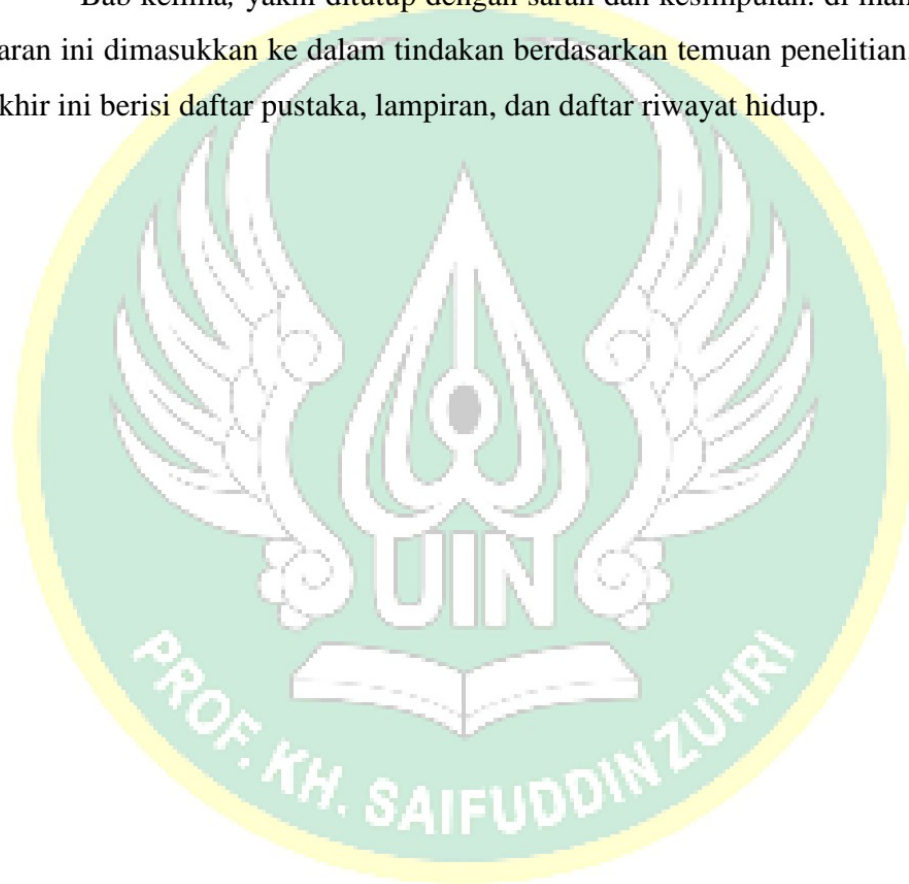 Bab kelima, yakni ditutup dengan saran dan kesimpulan. di man
aran ini dimasukkan ke dalam tindakan berdasarkan temuan penelitian.
khir ini berisi daftar pustaka, lampiran, dan daftar riwayat hidup.
UIN
PROF. KH. SAIFUDDIN ZUHRI